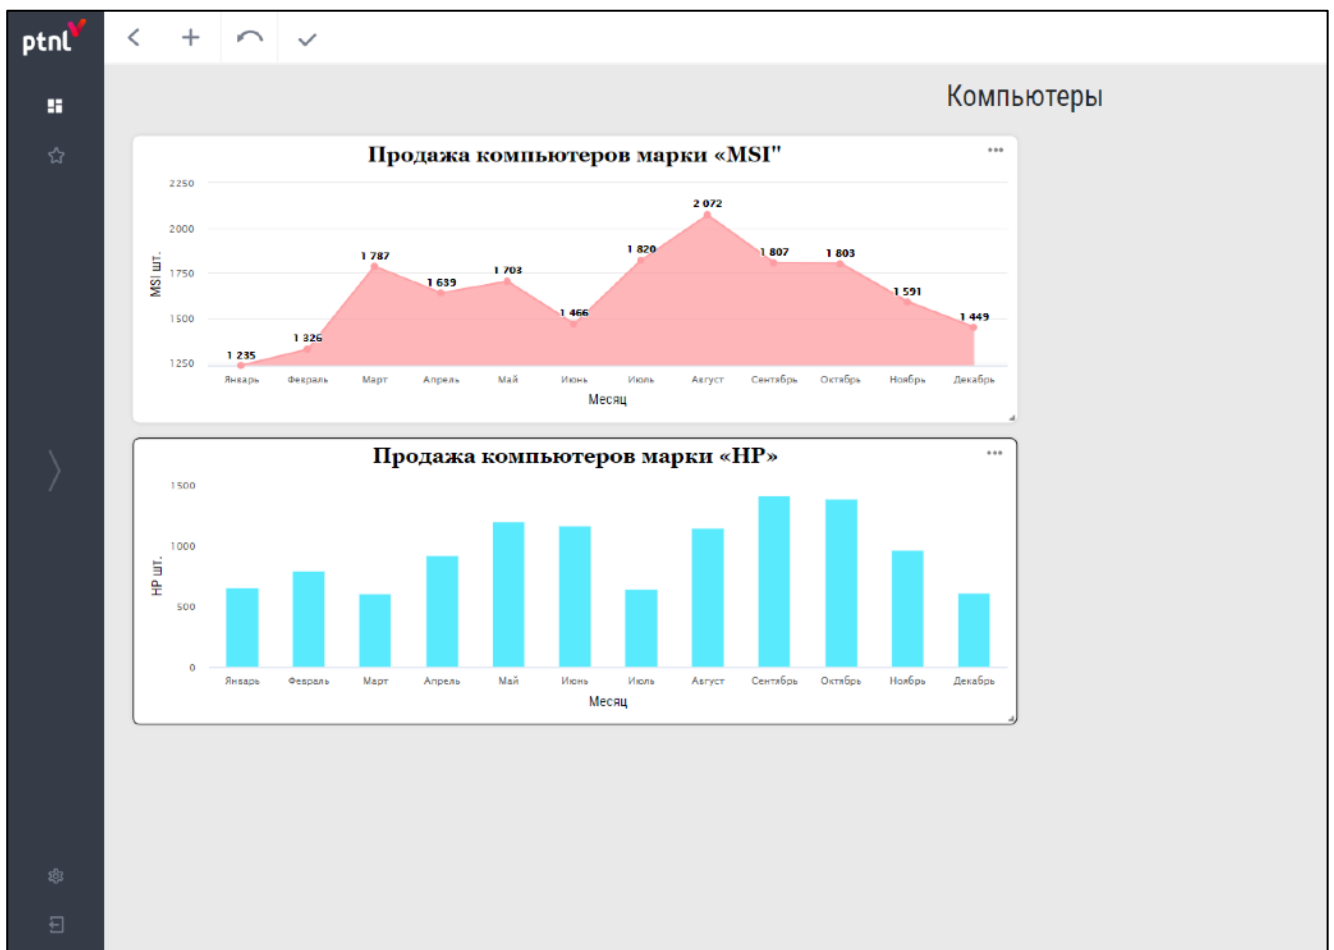 ptnl
Компьютеры
Продажа компьютеров марки «MSI"
2250
2000
1750
1500
1250
MSI шт.
1 235
1 326
1 787
1 639
1 703
1 466
1 820
2 072
1 807
1 803
1 591
1 449
Январь Февраль Март Апрель Май Июнь Июль Август Сентябрь Октябрь Ноябрь Декабрь
Месяц
Продажа компьютеров марки «HP»
1500
1000
500
0
HP шт.
Январь Февраль Март Апрель Май Июнь Июль Август Сентябрь Октябрь Ноябрь Декабрь
Месяц